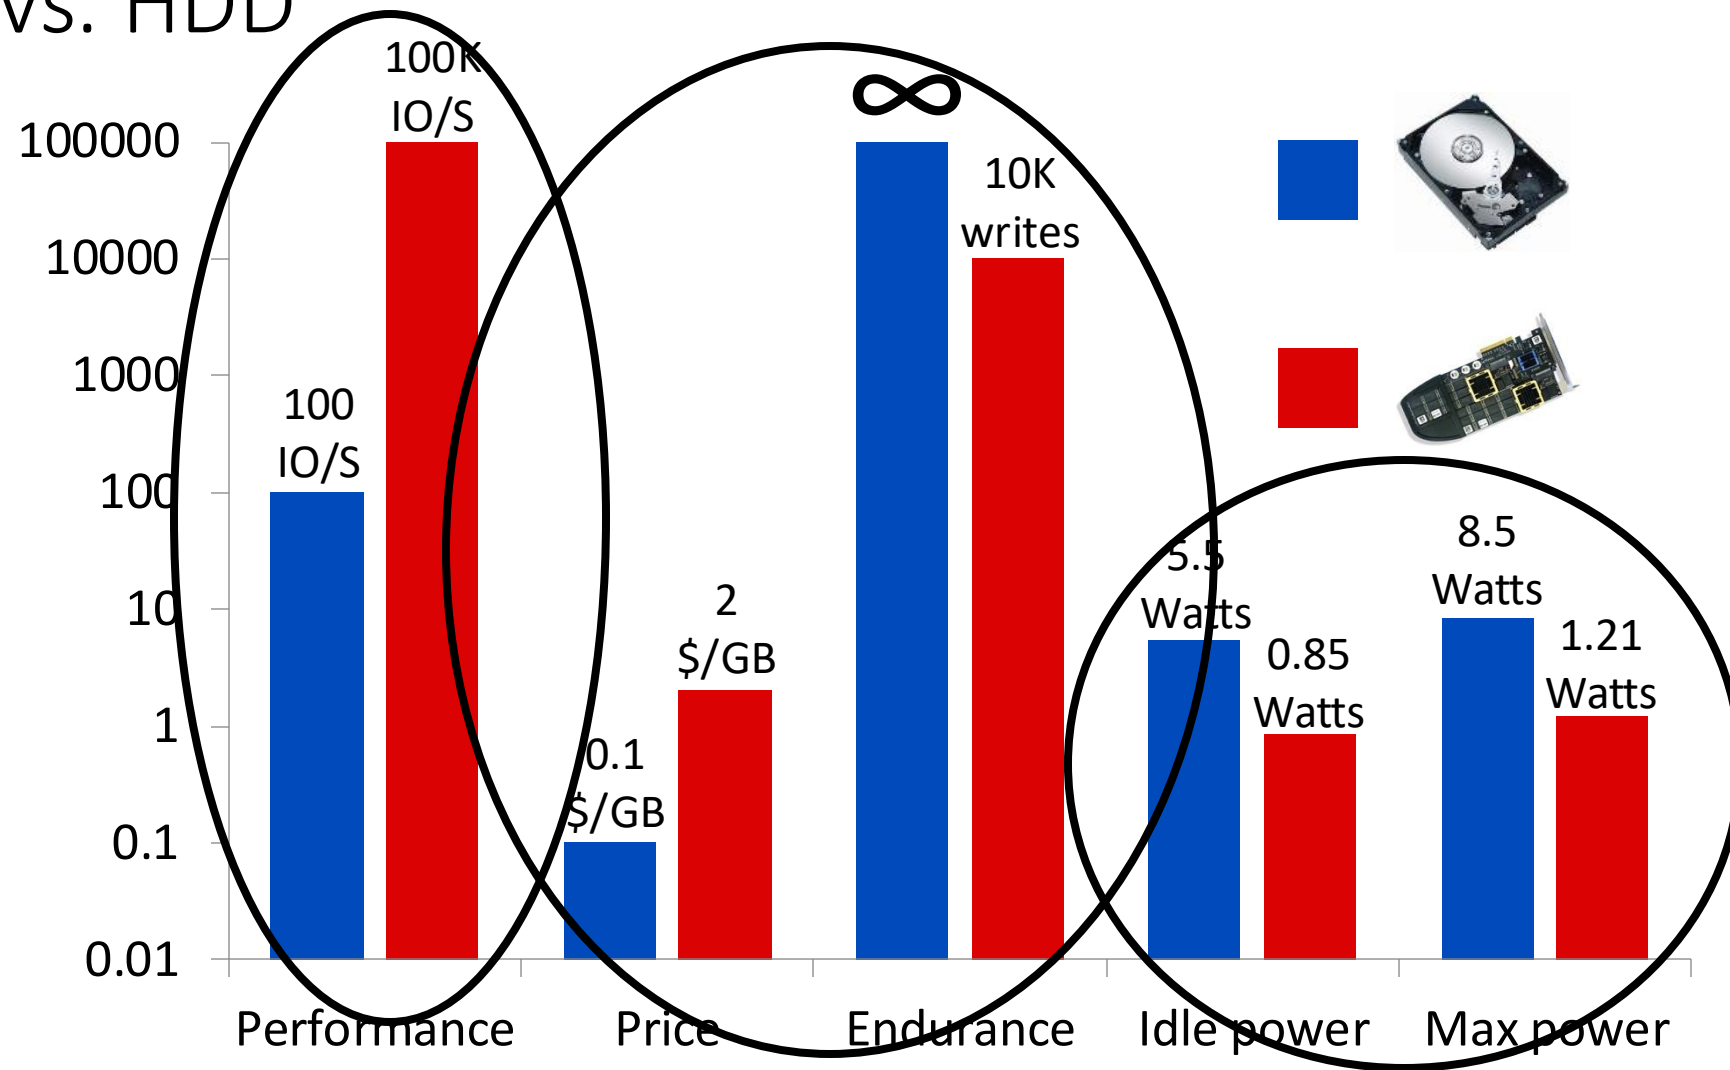 vs. HDD
100K
IO/S
∞
100000
10K
writes
10000
1000
100
IO/S
100
5.5
Watts
8.5
Watts
10
2
$/GB
0.85
Watts
1.21
Watts
1
0.1
$/GB
0.1
0.01
Performance
Price
Endurance
Idle power
Max power